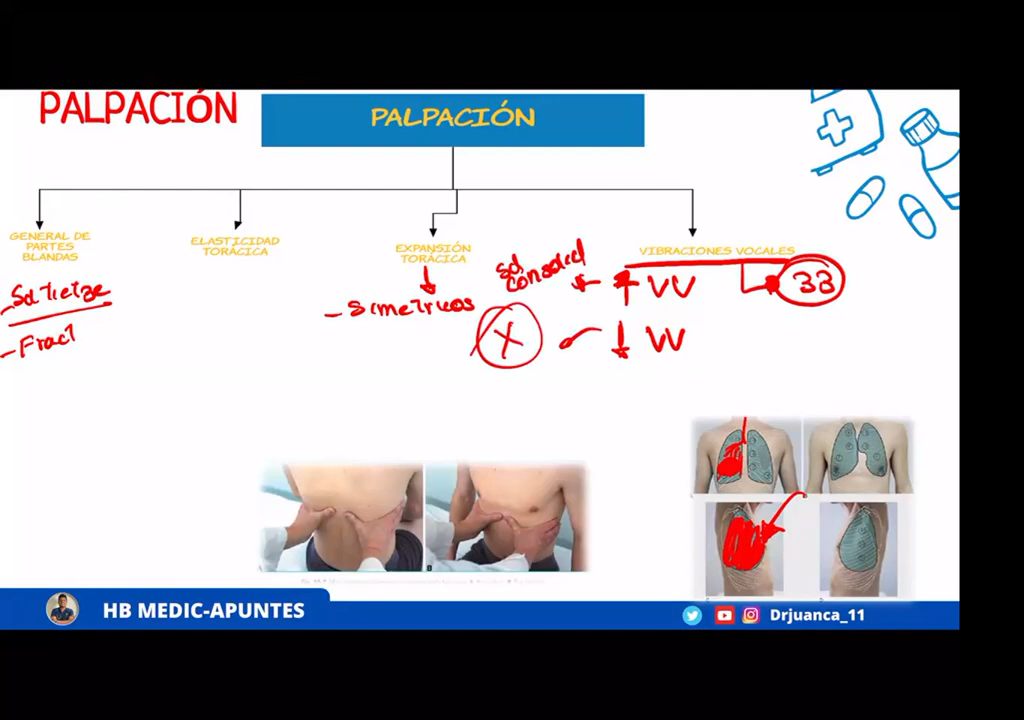 PALPACIÓN
PALPACIÓN
GENERAL DE
PARTES
BLANDAS
ELASTICIDAD
TORÁCICA
EXPANSIÓN
TORÁCICA
VIBRACIONES VOCALES
- Sd Tietze
- Fract
- Simetricos
Sd
VV
33
X
VV
HB MEDIC-APUNTES
Drjuanca_11